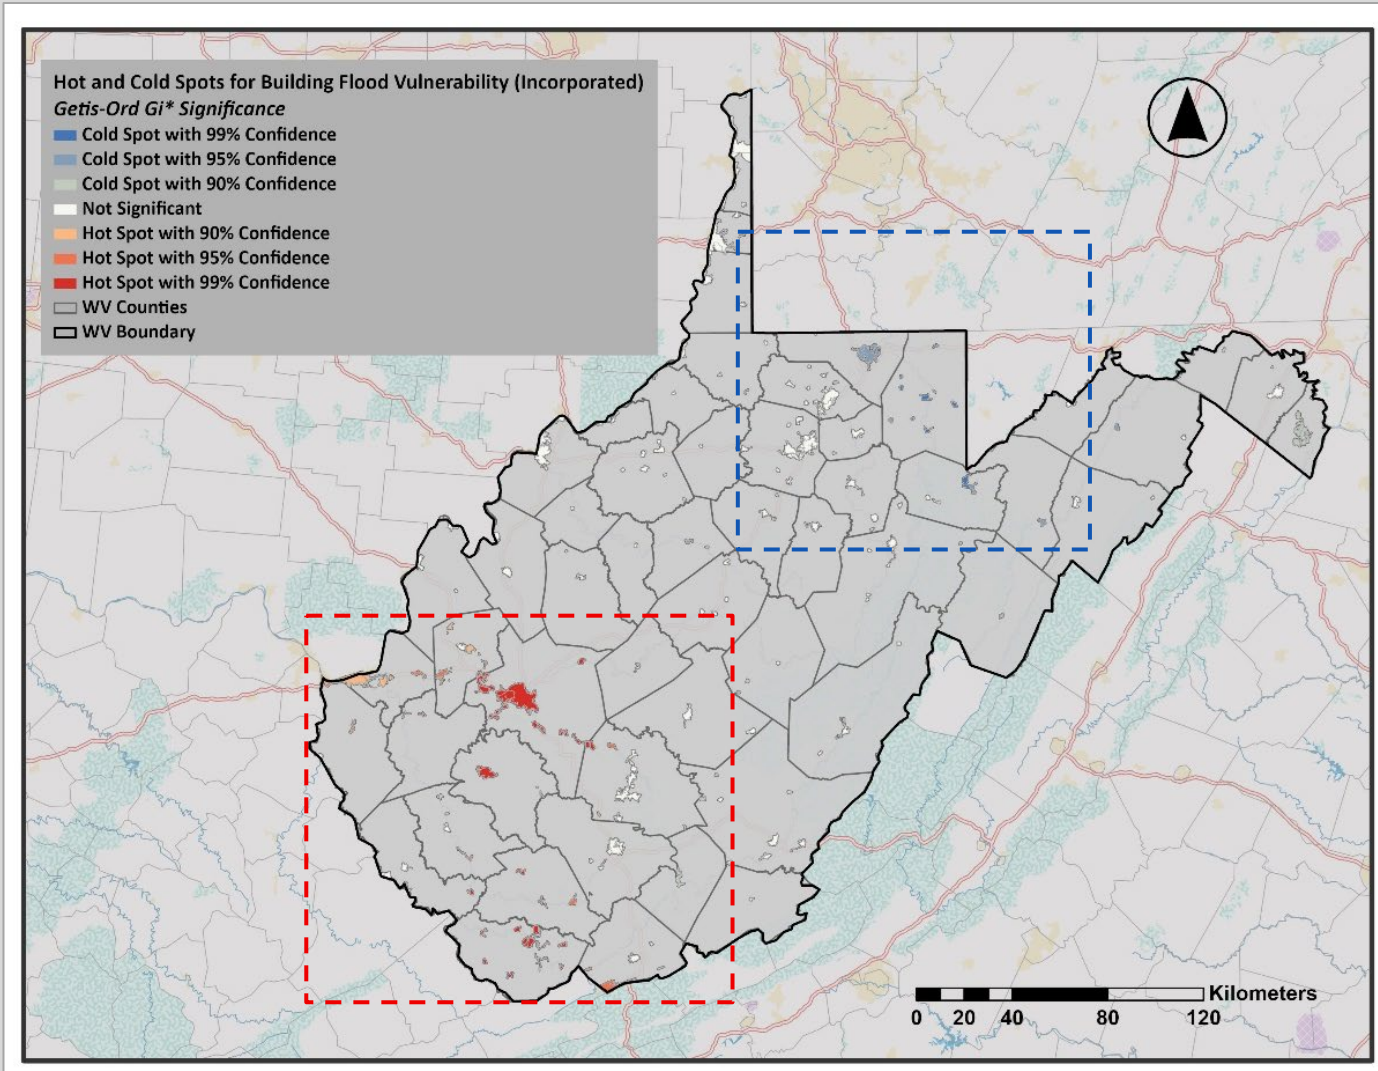 Hot and Cold Spots for Building Flood Vulnerability (Incorporated)
Getis-Ord Gi* Significance
Cold Spot with 99% Confidence
Cold Spot with 95% Confidence
Cold Spot with 90% Confidence
Not Significant
Hot Spot with 90% Confidence
Hot Spot with 95% Confidence
Hot Spot with 99% Confidence
WV Counties
WV Boundary
Kilometers
0 20 40 80 120